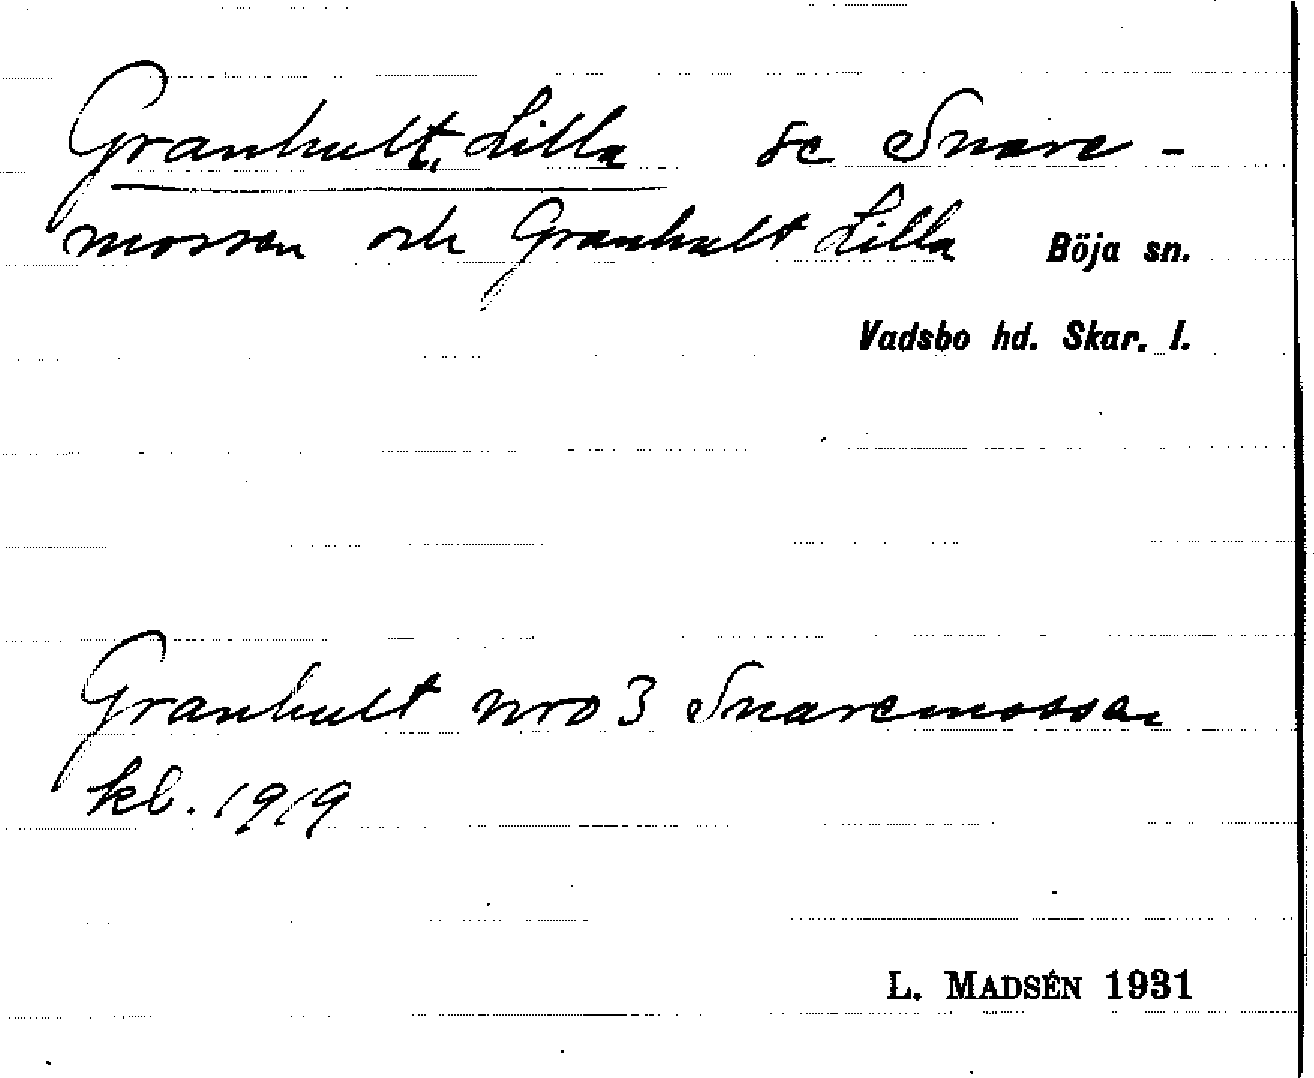 Granhult, Lilla se Snare-
mossen och Granhult Lilla Böja sn.
Vadsbo hd. Skar. l.
Granhult nro 3 Snaremossen
kl. 1919
L. MADSÉN 1931